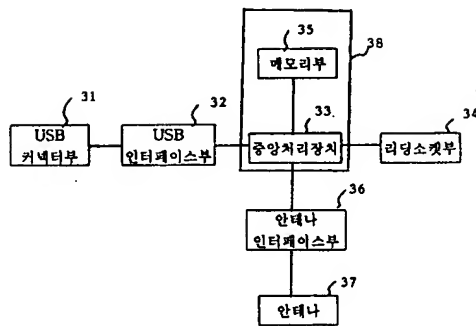 35
38
메모리부
31
32
33
34
USB
커넥터부
USB
인터페이스부
중앙처리장치
리딩소켓부
36
안테나
인터페이스부
37
안테나